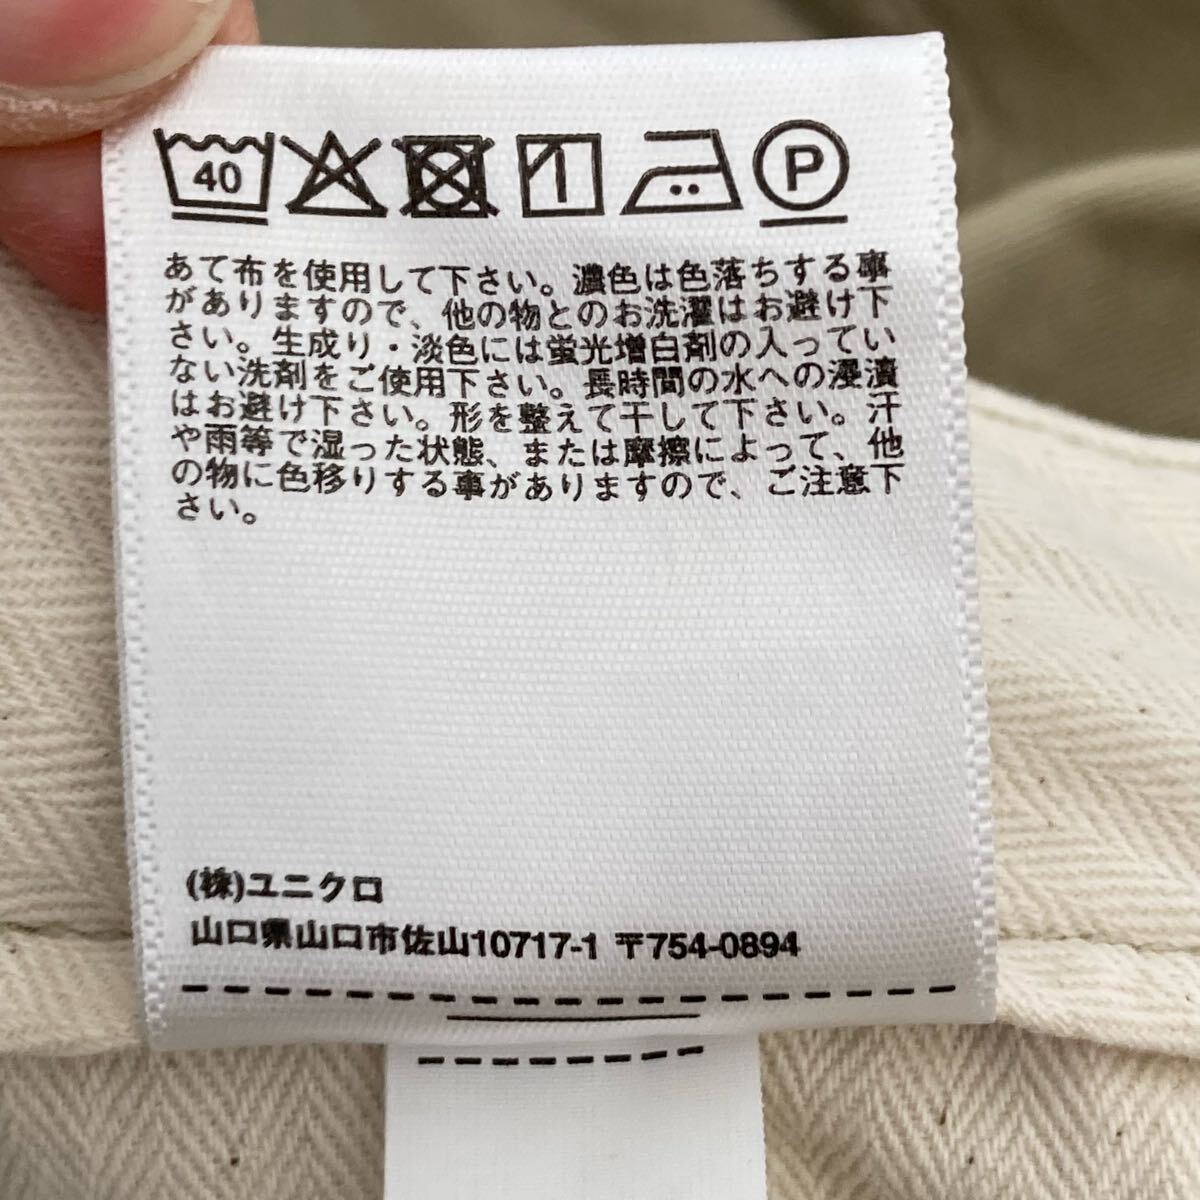 40 P
あて布を使用して下さい。濃色は色落ちする事
がありますので、他の物とのお洗濯はお避け下
さい。生成り・淡色には蛍光増白剤の入ってい
ない洗剤をご使用下さい。長時間の水への浸漬
はお避け下さい。形を整えて干して下さい。汗
や雨等で湿った状態、または摩擦によって、他
の物に色移りする事がありますので、ご注意下
さい。
(株)ユニクロ
山口県山口市佐山10717-1 〒754-0894